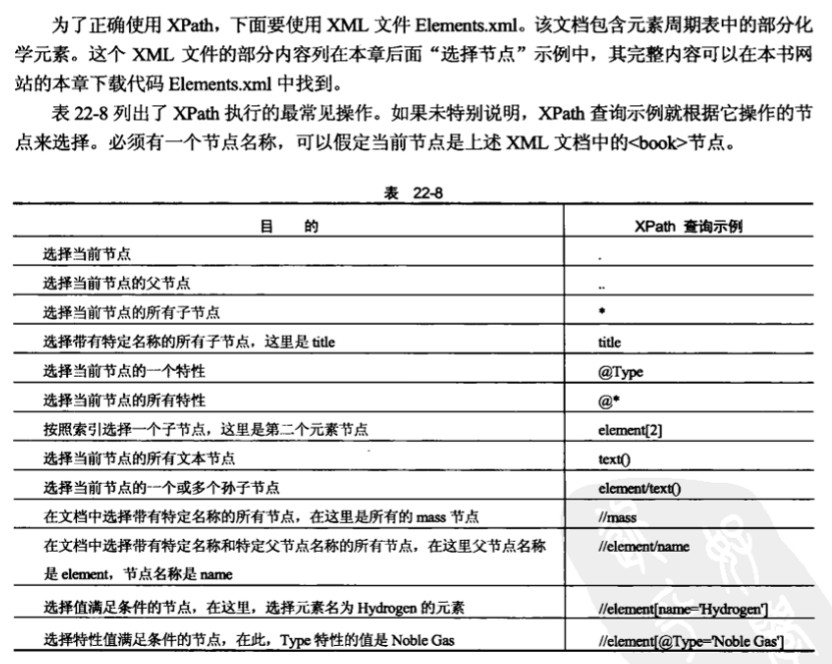 为了正确使用 XPath，下面要使用 XML 文件 Elements.xml。该文档包含元素周期表中的部分化
学元素。这个 XML 文件的部分内容列在本章后面“选择节点”示例中，其完整内容可以在本书网
站的本章下载代码 Elements.xml 中找到。
表 22-8 列出了 XPath 执行的最常见操作。如果未特别说明，XPath 查询示例就根据它操作的节
点来选择。必须有一个节点名称，可以假定当前节点是上述 XML 文档中的<book>节点。
表 22-8
目 的 XPath 查询示例
选择当前节点 .
选择当前节点的父节点 ..
选择当前节点的所有子节点 *
选择带有特定名称的所有子节点，这里是 title title
选择当前节点的一个特性 @Type
选择当前节点的所有特性 @*
按照索引选择一个子节点，这里是第二个元素节点 element[2]
选择当前节点的所有文本节点 text()
选择当前节点的一个或多个孙子节点 element/text()
在文档中选择带有特定名称的所有节点，在这里是所有的 mass 节点 //mass
在文档中选择带有特定名称和特定父节点名称的所有节点，在这里父节点名称 //element/name
是 element，节点名称是 name
选择值满足条件的节点，在这里，选择元素名为 Hydrogen 的元素 //element[name='Hydrogen']
选择特性值满足条件的节点，在此，Type 特性的值是 Noble Gas //element[@Type='Noble Gas']